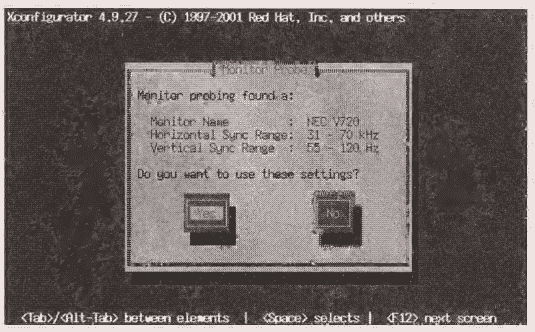 Xconfigurator 4.9.27 - (C) 1997-2001 Red Hat, Inc. and others
Monitor Probe
Monitor probing found a:
Monitor Name : NEC V720
Horizontal Sync Range: 31 - 70 kHz
Vertical Sync Range : 55 - 120 Hz
Do you want to use these settings?
Yes No
<Tab>/<Alt-Tab> between elements | <Space> selects | <F12> next screen